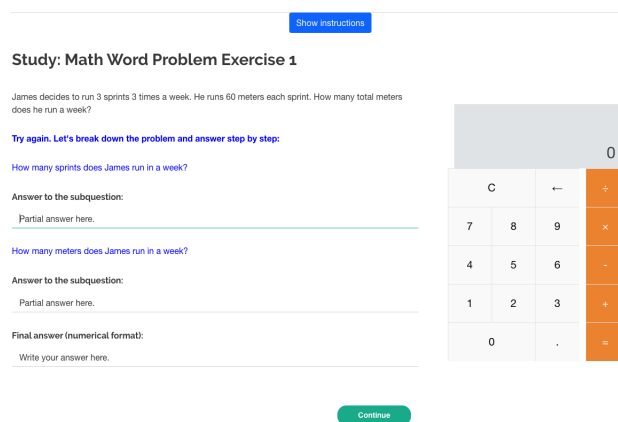 Show instructions
Study: Math Word Problem Exercise 1
James decides to run 3 sprints 3 times a week. He runs 60 meters each sprint. How many total meters
does he run a week?
Try again. Let's break down the problem and answer step by step:
How many sprints does James run in a week?
Answer to the subquestion:
Partial answer here.
How many meters does James run in a week?
Answer to the subquestion:
Partial answer here.
Final answer (numerical format):
Write your answer here.
Continue
0
C ← ÷
7 8 9 ×
4 5 6 -
1 2 3 +
0 . =